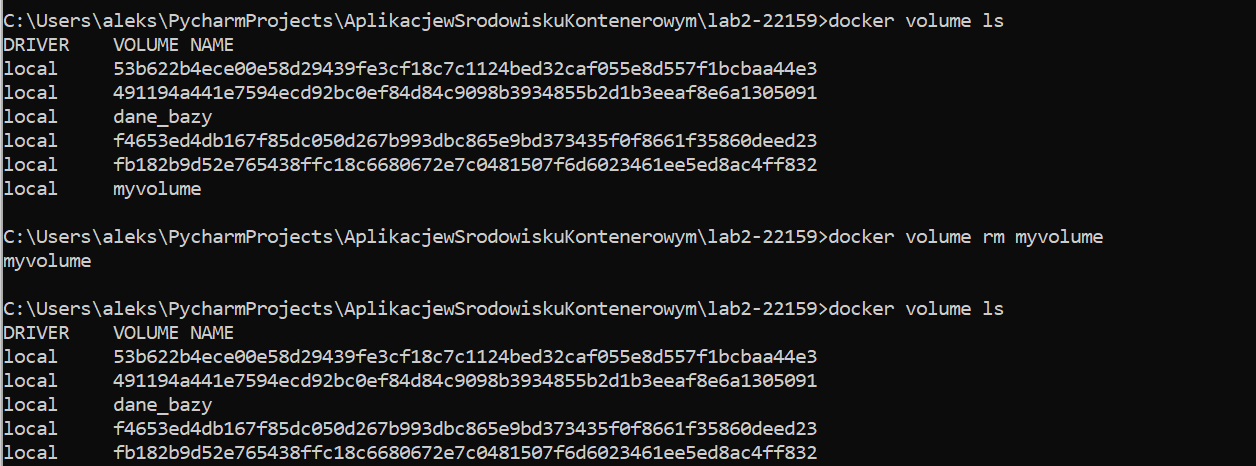 C:\Users\aleks\PycharmProjects\AplikacjewSrodowiskuKontenerowym\lab2-22159>docker volume ls
DRIVER    VOLUME NAME
local     53b622b4ece00e58d29439fe3cf18c7c1124bed32caf055e8d557f1bcbaa44e3
local     491194a441e7594ecd92bc0ef84d84c9098b3934855b2d1b3eeaf8e6a1305091
local     dane_bazy
local     f4653ed4db167f85dc050d267b993dbc865e9bd373435f0f8661f35860deed23
local     fb182b9d52e765438ffc18c6680672e7c0481507f6d6023461ee5ed8ac4ff832
local     myvolume
C:\Users\aleks\PycharmProjects\AplikacjewSrodowiskuKontenerowym\lab2-22159>docker volume rm myvolume
myvolume
C:\Users\aleks\PycharmProjects\AplikacjewSrodowiskuKontenerowym\lab2-22159>docker volume ls
DRIVER    VOLUME NAME
local     53b622b4ece00e58d29439fe3cf18c7c1124bed32caf055e8d557f1bcbaa44e3
local     491194a441e7594ecd92bc0ef84d84c9098b3934855b2d1b3eeaf8e6a1305091
local     dane_bazy
local     f4653ed4db167f85dc050d267b993dbc865e9bd373435f0f8661f35860deed23
local     fb182b9d52e765438ffc18c6680672e7c0481507f6d6023461ee5ed8ac4ff832